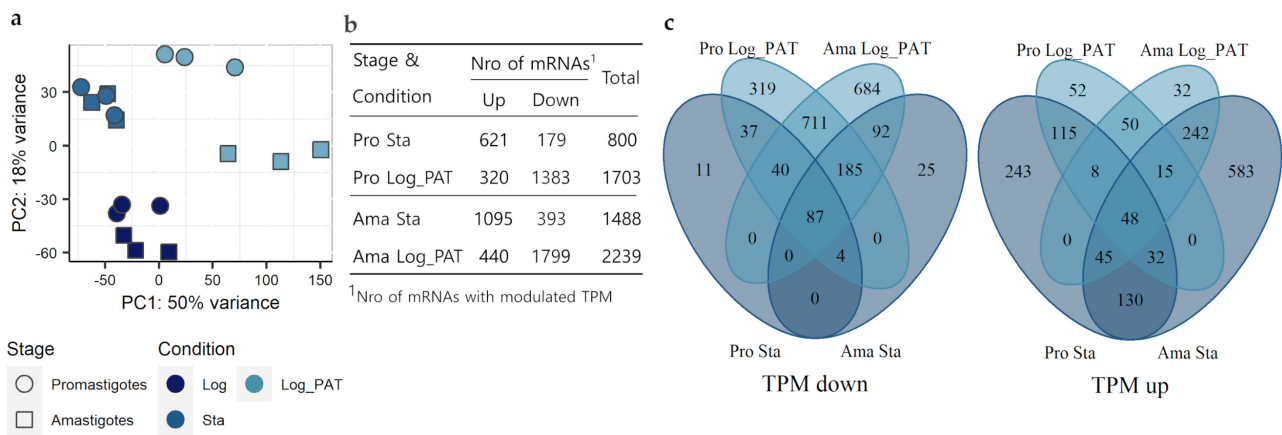 a
PC2: 18% variance
30
0
-30
-60
-50
0
50
100
150
PC1: 50% variance
Stage
Promastigotes
Amastigotes
Condition
Log
Log_PAT
Sta
b
Stage &
Condition
Nro of mRNAs1
Total
Up
Down
Pro Sta 621 179 800
Pro Log_PAT 320 1383 1703
Ama Sta 1095 393 1488
Ama Log_PAT 440 1799 2239
1Nro of mRNAs with modulated TPM
c
Pro Log_PAT
Ama Log_PAT
319
684
37
711
92
11
40
185
25
87
0
0
0
4
0
Pro Sta
Ama Sta
TPM down
Pro Log_PAT
Ama Log_PAT
52
32
115
50
242
243
8
15
583
48
0
0
45
32
130
Pro Sta
Ama Sta
TPM up